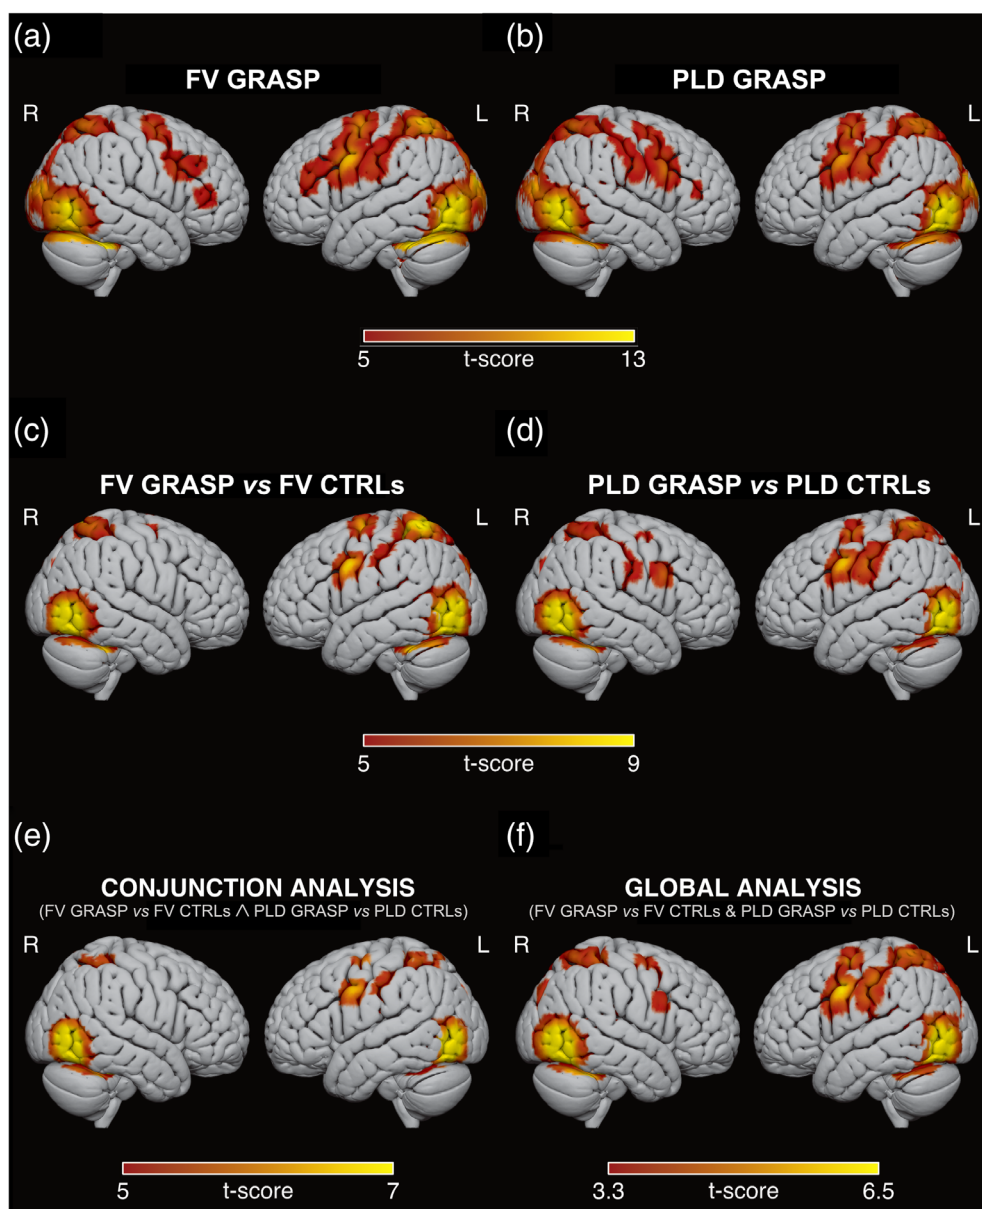 (a)
(b)
FV GRASP
PLD GRASP
R
L
R
L
5
t-score
13
(c)
(d)
FV GRASP vs FV CTRLs
PLD GRASP vs PLD CTRLs
R
L
R
L
5
t-score
9
(e)
(f)
CONJUNCTION ANALYSIS
(FV GRASP vs FV CTRLs ∧ PLD GRASP vs PLD CTRLs)
GLOBAL ANALYSIS
(FV GRASP vs FV CTRLs & PLD GRASP vs PLD CTRLs)
R
L
R
L
5
t-score
7
3.3
t-score
6.5